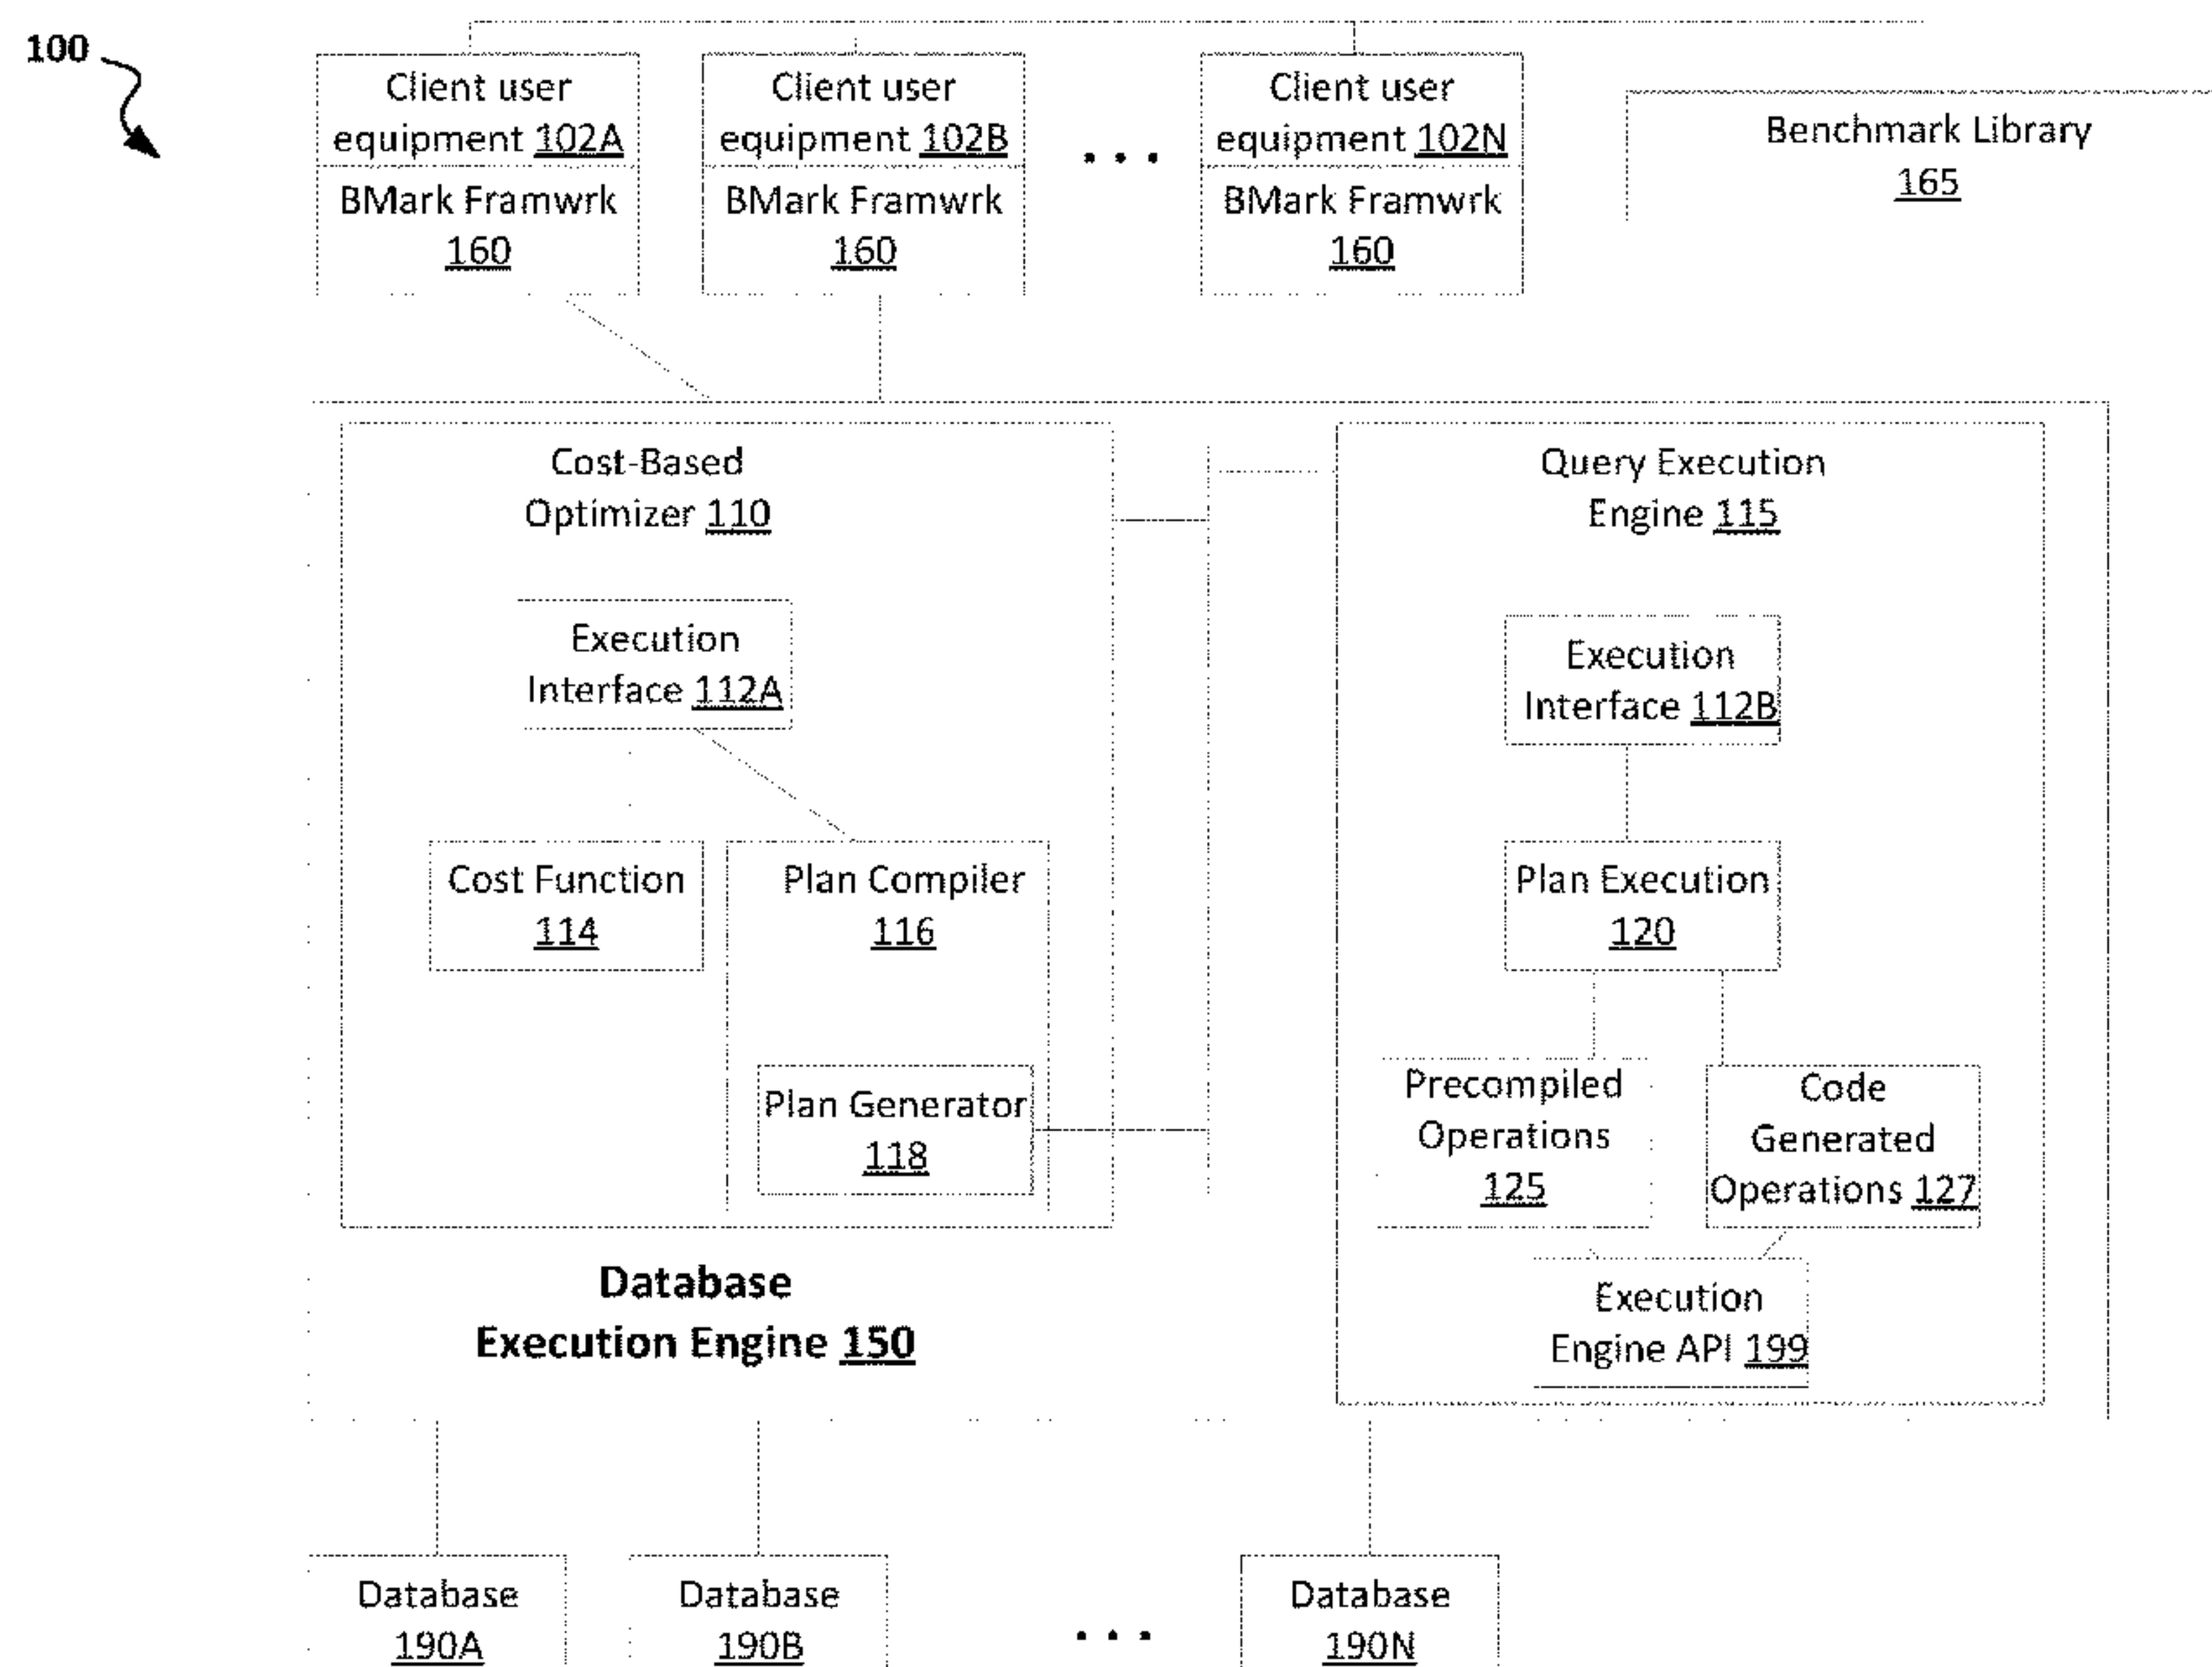 100
Client user
equipment 102A
BMark Framwrk
160
Client user
equipment 102B
BMark Framwrk
160
...
Client user
equipment 102N
BMark Framwrk
160
Benchmark Library
165
Cost-Based
Optimizer 110
Execution
Interface 112A
Cost Function
114
Plan Compiler
116
Plan Generator
118
Query Execution
Engine 115
Execution
Interface 112B
Plan Execution
120
Precompiled
Operations
125
Code
Generated
Operations 127
Execution
Engine API 199
Database
Execution Engine 150
Database
190A
Database
190B
...
Database
190N